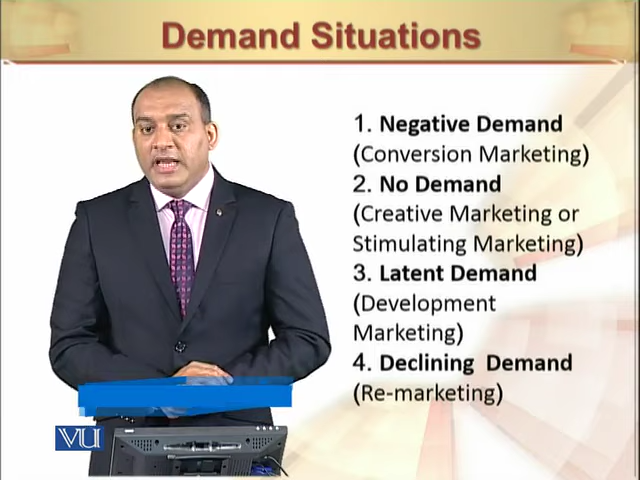 Demand Situations
1. Negative Demand
(Conversion Marketing)
2. No Demand
(Creative Marketing or
Stimulating Marketing)
3. Latent Demand
(Development
Marketing)
4. Declining Demand
(Re-marketing)
VU